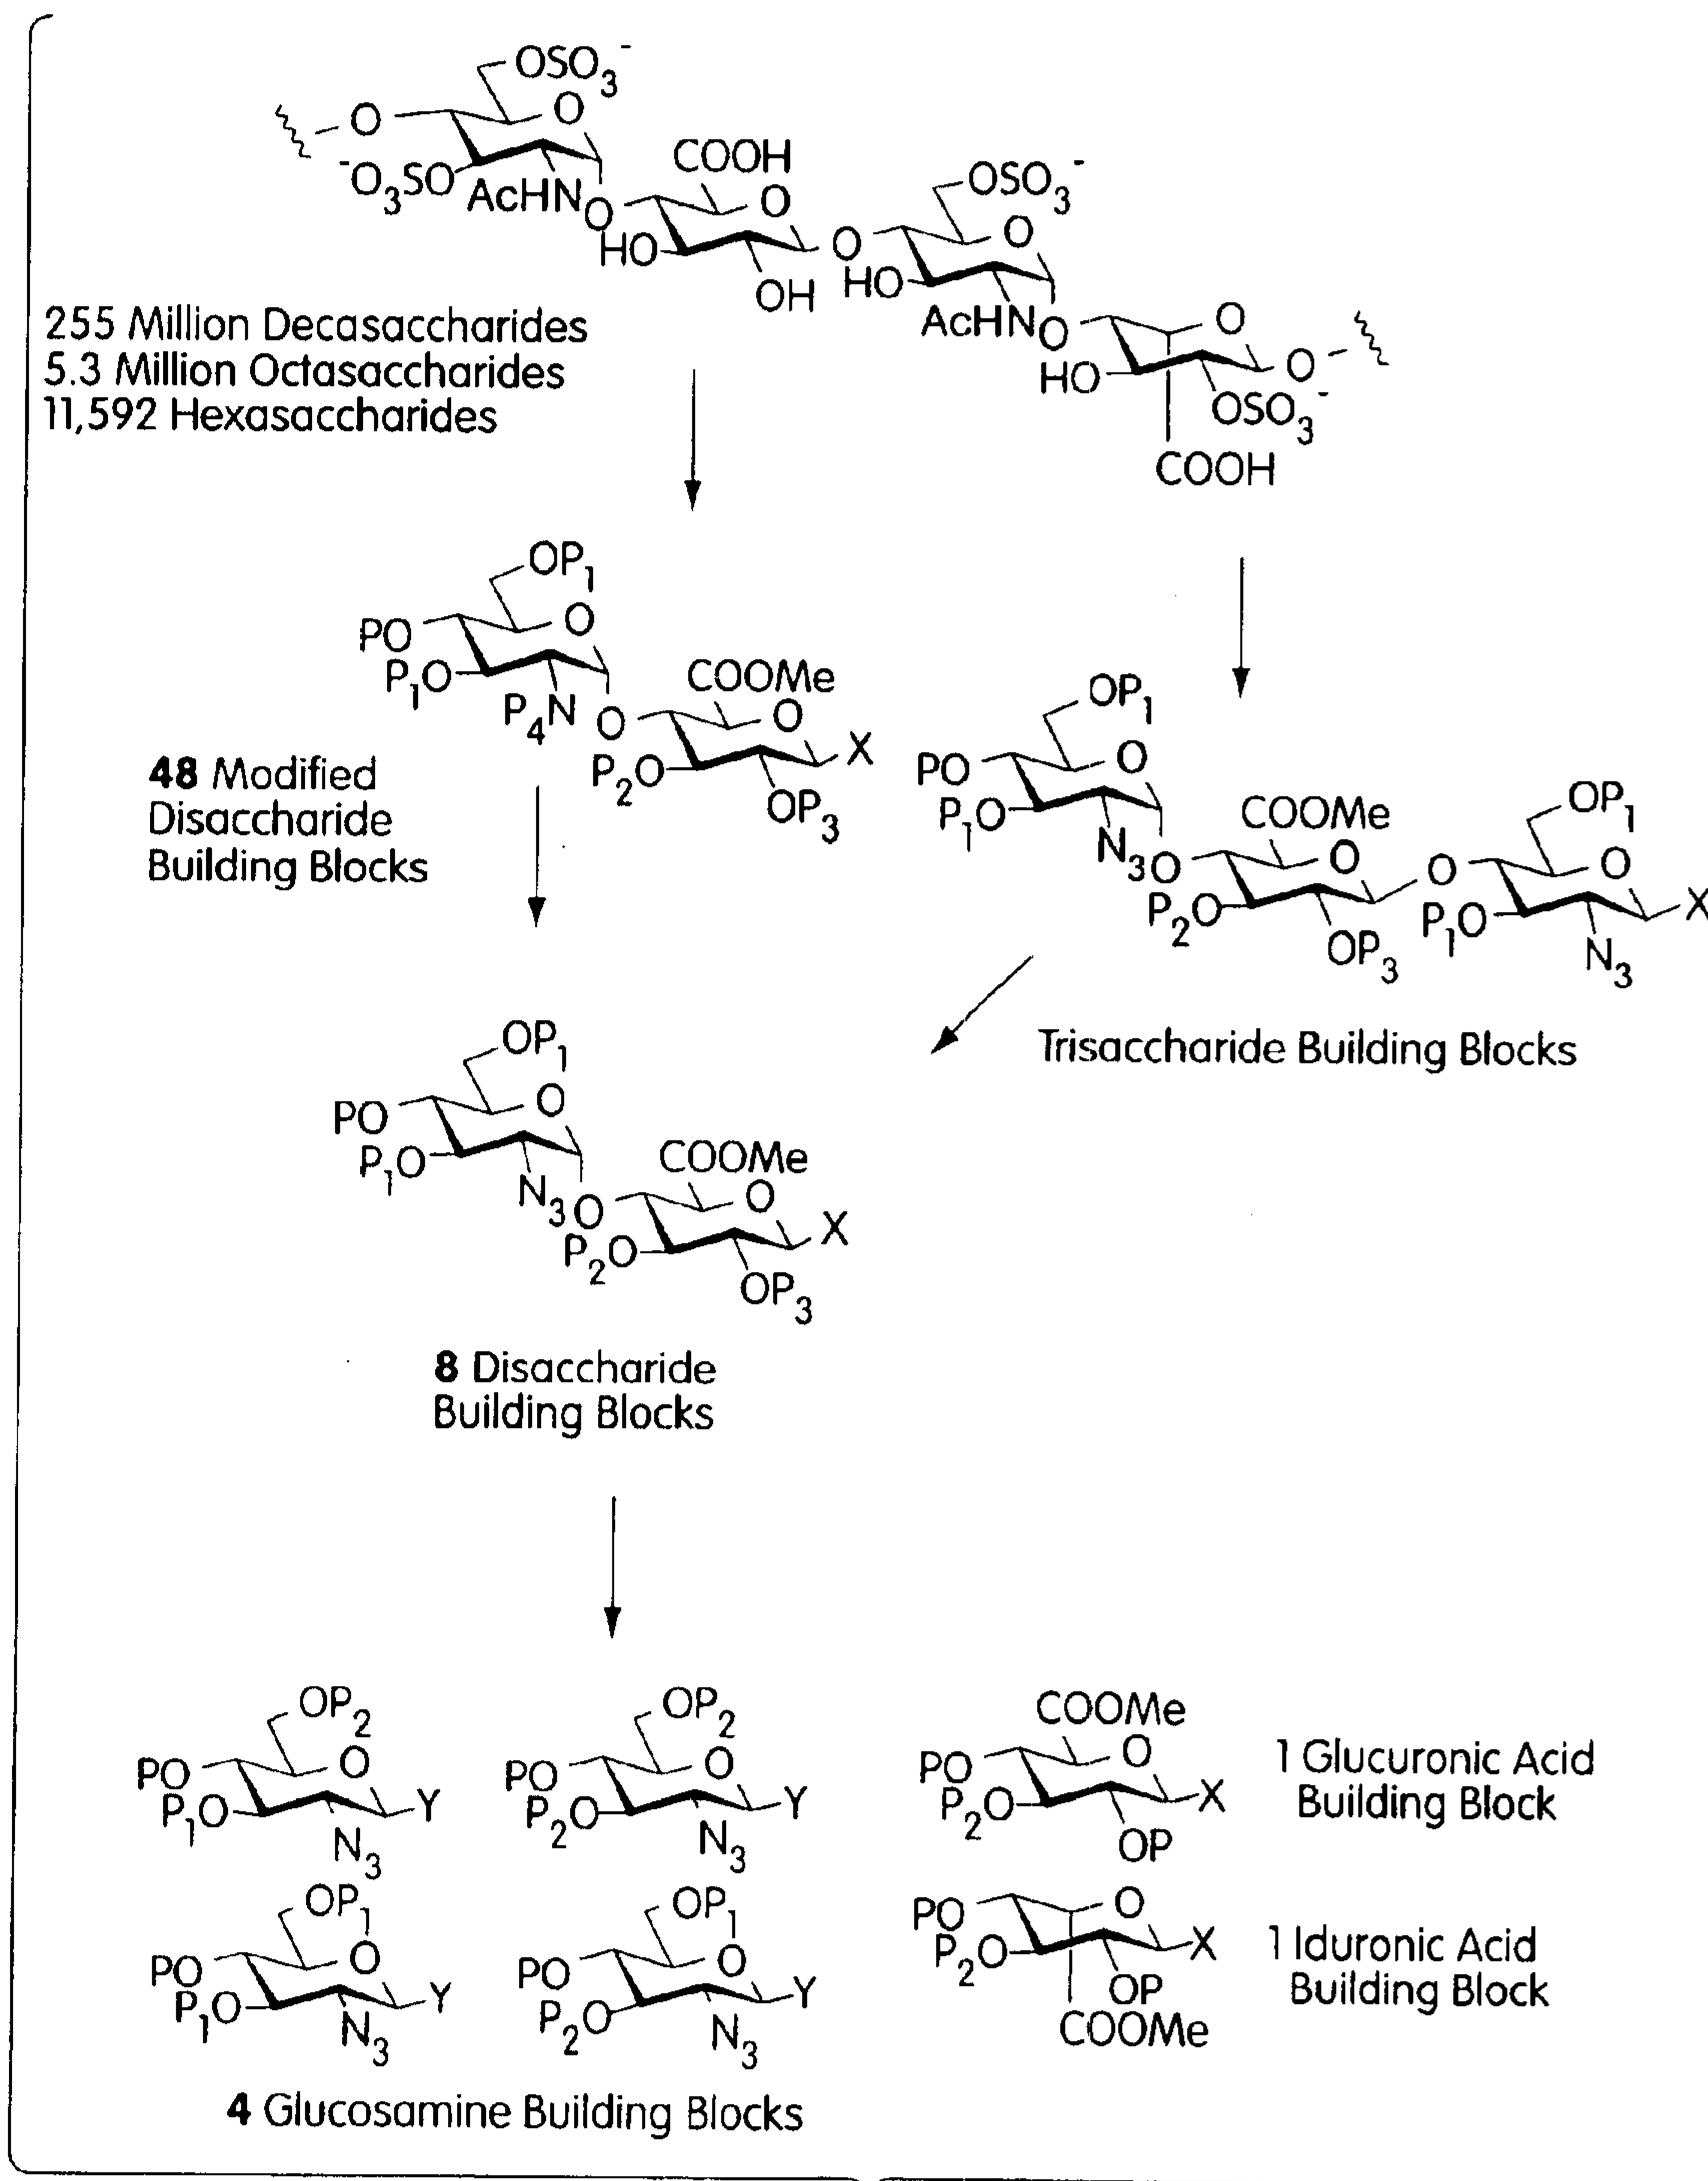 OSO3-
O
O
-O3SO
AcHN
O
COOH
O
HO
OH
O
OSO3-
O
HO
AcHN
O
O
O
HO
OSO3-
COOH
255 Million Decasaccharides
5.3 Million Octasaccharides
11,592 Hexasaccharides
OP1
O
PO
P1O
P4N
O
COOMe
O
X
P2O
OP3
48 Modified
Disaccharide
Building Blocks
OP1
O
PO
P1O
N3
O
COOMe
O
P2O
OP3
O
OP1
O
P1O
N3
X
Trisaccharide Building Blocks
OP1
O
PO
P1O
N3
O
COOMe
O
X
P2O
OP3
8 Disaccharide
Building Blocks
OP2
O
PO
P1O
Y
N3
OP2
O
PO
P2O
Y
N3
COOMe
O
PO
P2O
X
OP
1 Glucuronic Acid
Building Block
OP1
O
PO
P1O
Y
N3
OP1
O
PO
P2O
Y
N3
O
PO
P2O
X
OP
COOMe
1 Iduronic Acid
Building Block
4 Glucosamine Building Blocks